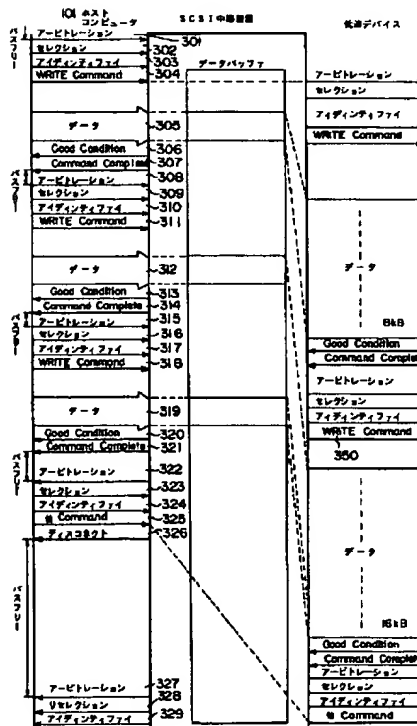 101 ホスト
コンピュータ
SCSI中継装置
低速デバイス
データバッファ
バスフリー
アービトレーション
301
セレクション
302
アイディンティファイ
303
WRITE Command
304
データ
305
Good Condition
306
Command Complete
307
バスフリー
アービトレーション
308
セレクション
309
アイディンティファイ
310
WRITE Command
311
データ
312
Good Condition
313
Command Complete
314
バスフリー
アービトレーション
315
セレクション
316
アイディンティファイ
317
WRITE Command
318
データ
319
Good Condition
320
Command Complete
321
バスフリー
アービトレーション
322
セレクション
323
アイディンティファイ
324
他 Command
325
ディスコネクト
326
バスフリー
アービトレーション
327
リセレクション
328
アイディンティファイ
329
アービトレーション
セレクション
アイディンティファイ
WRITE Command
データ
8kB
Good Condition
Command Complete
アービトレーション
セレクション
アイディンティファイ
WRITE Command
350
データ
16kB
Good Condition
Command Complete
アービトレーション
セレクション
アイディンティファイ
他 Command